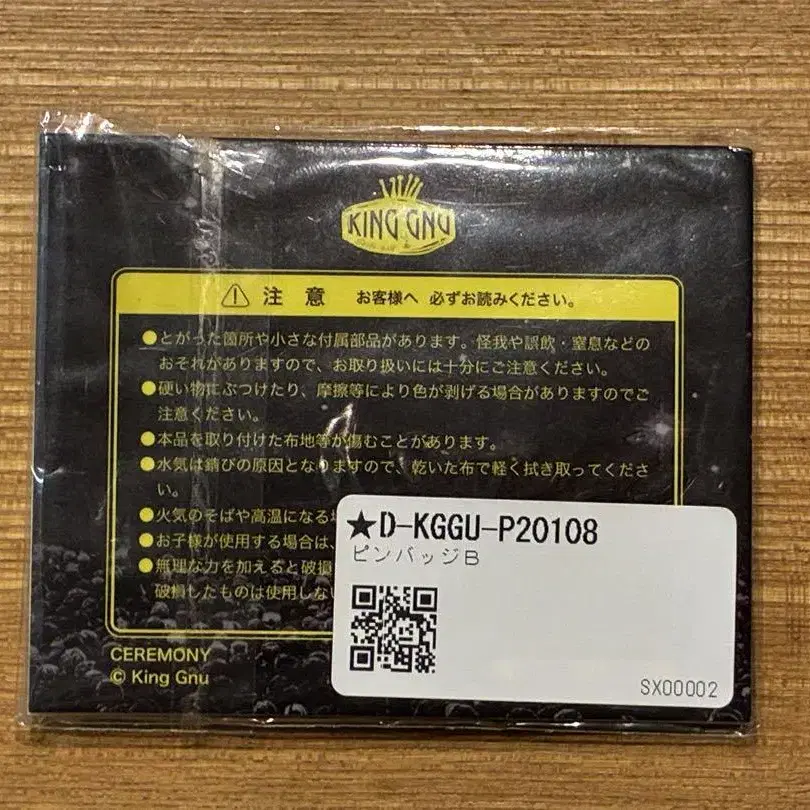 KING GNU
注意 お客様へ 必ずお読みください。
●とがった箇所や小さな付属部品があります。怪我や誤飲・窒息などの
おそれがありますので、お取り扱いには十分にご注意ください。
●硬い物にぶつけたり、摩擦等により色が剥げる場合がありますのでご
注意ください。
●本品を取り付けた布地等が傷むことがあります。
●水気は錆びの原因となりますので、乾いた布で軽く拭き取ってくださ
い。
●火気のそばや高温になる
●お子様が使用する場合は、
●無理な力を加えると破損
破損したものは使用しな
★D-KGGU-P20108
ピンバッジB
SX00002
CEREMONY
© King Gnu